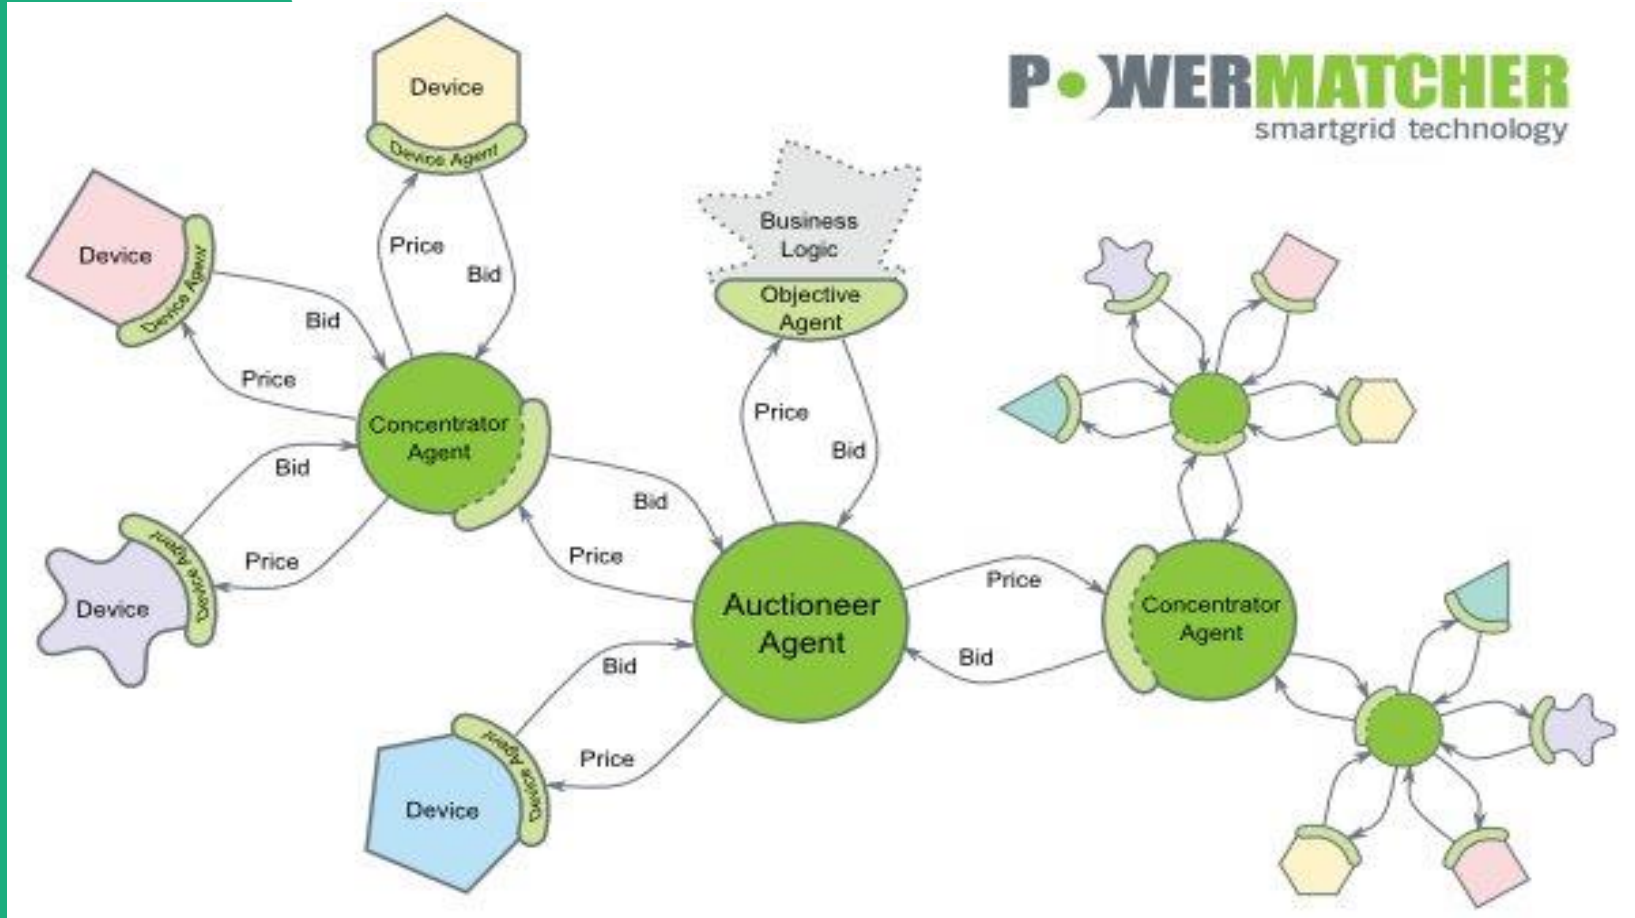 POWERMATCHER
smartgrid technology
Device
Device Agent
Price
Bid
Device
Device Agent
Bid
Price
Business
Logic
Objective
Agent
Price
Bid
Concentrator
Agent
Bid
Price
Device
Device Agent
Bid
Price
Auctioneer
Agent
Price
Bid
Concentrator
Agent
Bid
Price
Device
Device Agent